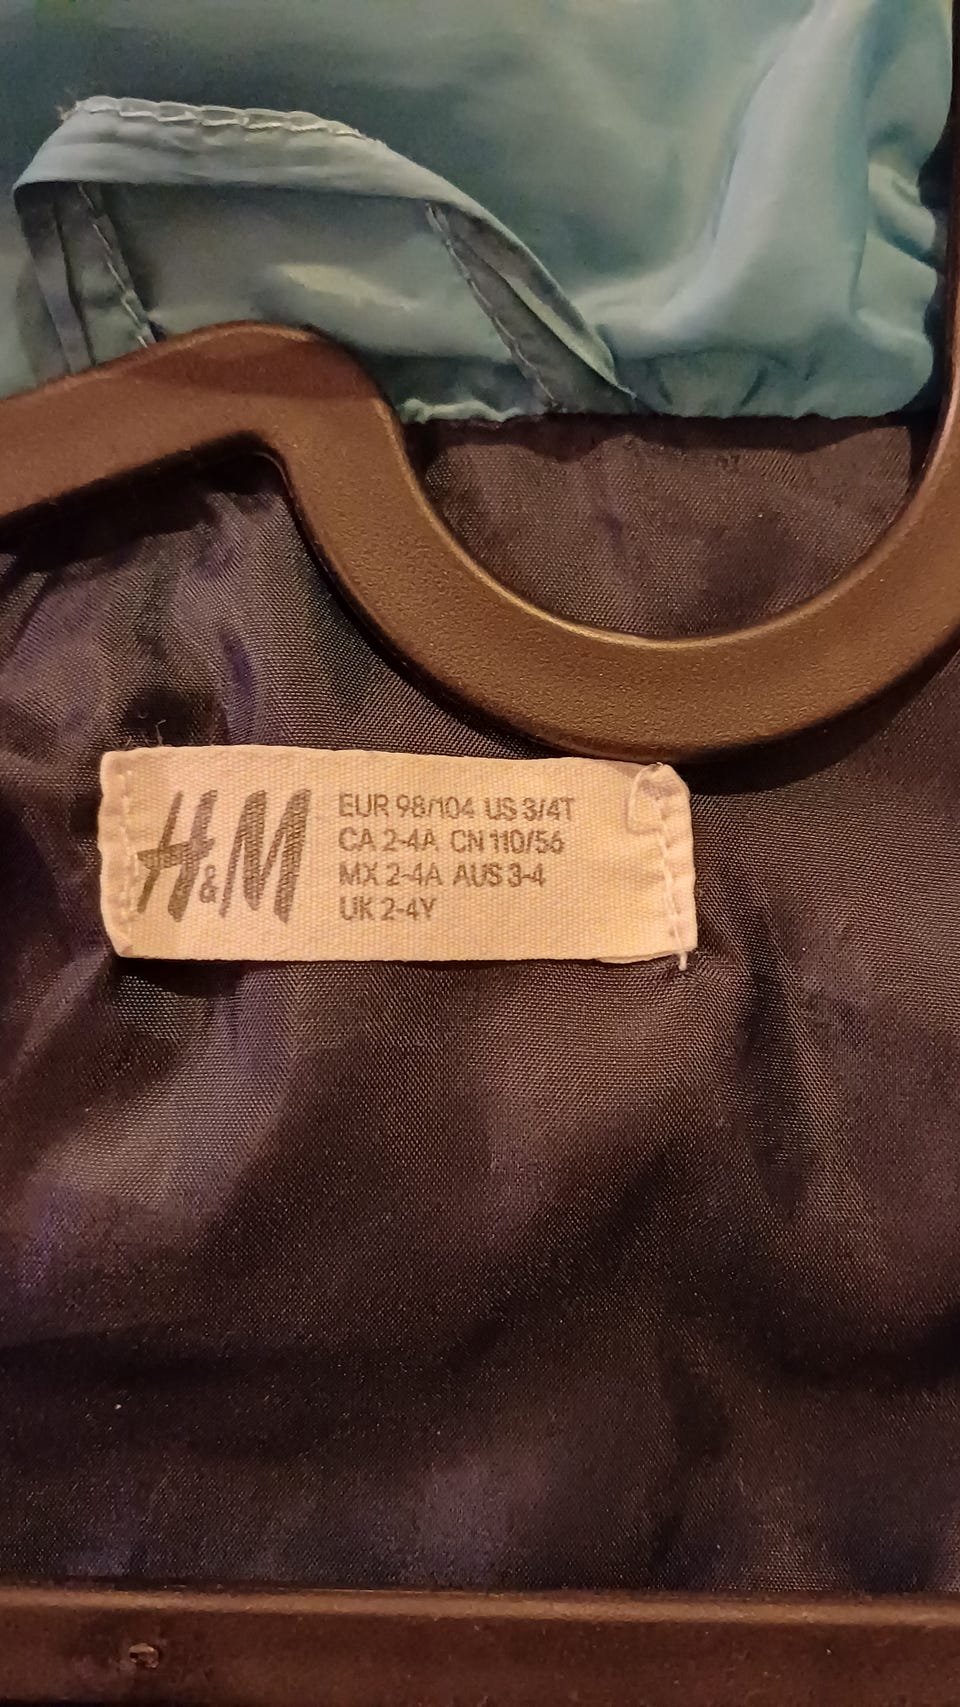 H&M
EUR 98/104 US 3/4T
CA 2-4A CN 110/56
MX 2-4A AUS 3-4
UK 2-4Y